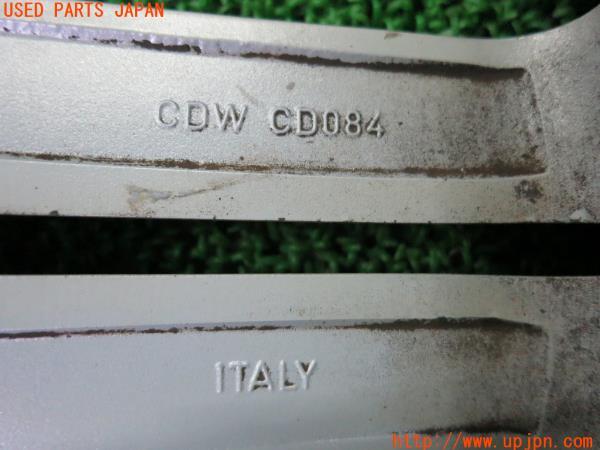 USED PARTS JAPAN
CDW CD084
ITALY
http://www.upjpn.com/